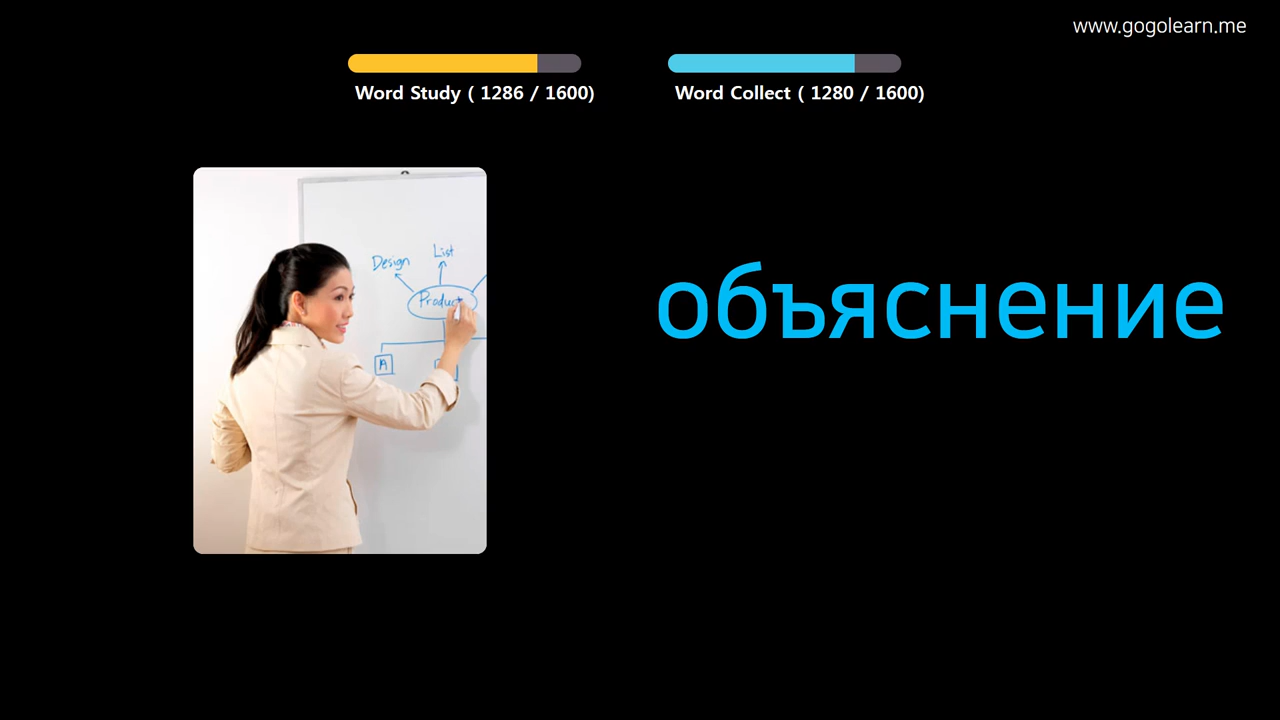 www.gogolearn.me
Word Study ( 1286 / 1600)
Word Collect ( 1280 / 1600)
объяснение
Design
List
Product
A